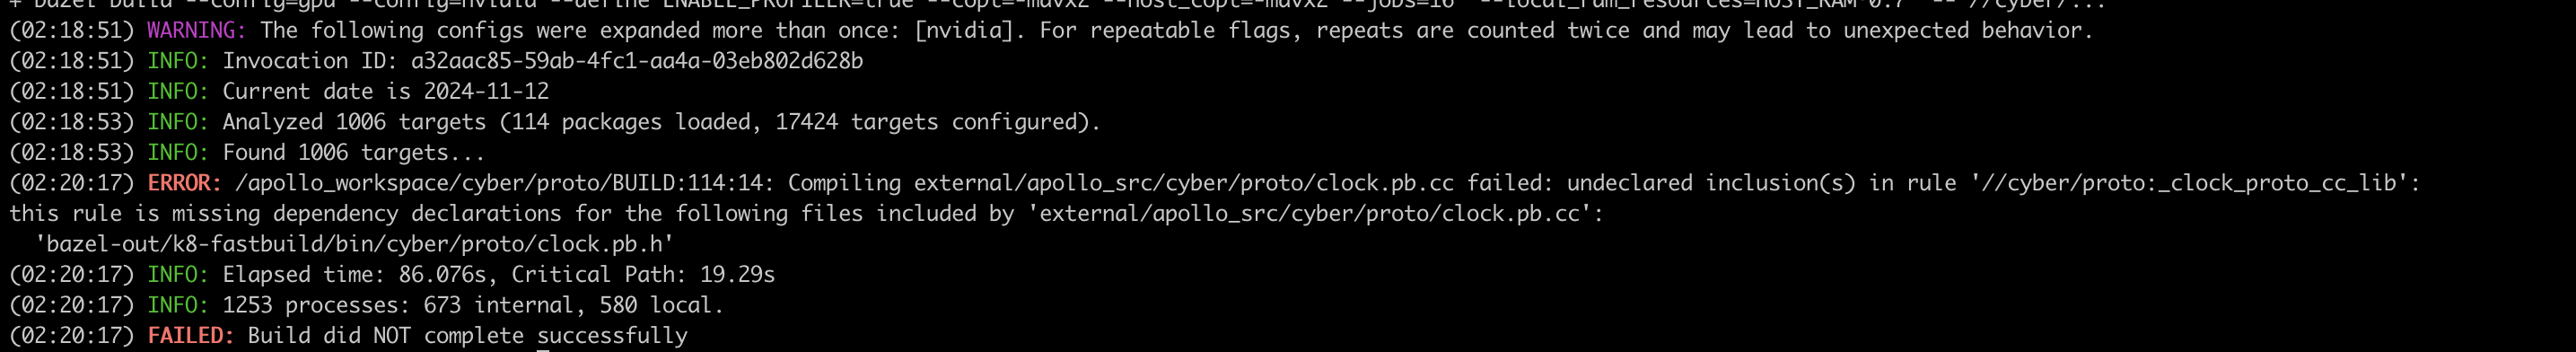 + bazel build --config=gpu --config=nvidia --define ENABLE_PROFILER=true --copt=-mavx2 --host_copt=-mavx2 --jobs=16 --local_ram_resources=HOST_RAM*0.7 -- //cyber/...
(02:18:51) WARNING: The following configs were expanded more than once: [nvidia]. For repeatable flags, repeats are counted twice and may lead to unexpected behavior.
(02:18:51) INFO: Invocation ID: a32aac85-59ab-4fc1-aa4a-03eb802d628b
(02:18:51) INFO: Current date is 2024-11-12
(02:18:53) INFO: Analyzed 1006 targets (114 packages loaded, 17424 targets configured).
(02:18:53) INFO: Found 1006 targets...
(02:20:17) ERROR: /apollo_workspace/cyber/proto/BUILD:114:14: Compiling external/apollo_src/cyber/proto/clock.pb.cc failed: undeclared inclusion(s) in rule '//cyber/proto:_clock_proto_cc_lib':
this rule is missing dependency declarations for the following files included by 'external/apollo_src/cyber/proto/clock.pb.cc':
  'bazel-out/k8-fastbuild/bin/cyber/proto/clock.pb.h'
(02:20:17) INFO: Elapsed time: 86.076s, Critical Path: 19.29s
(02:20:17) INFO: 1253 processes: 673 internal, 580 local.
(02:20:17) FAILED: Build did NOT complete successfully